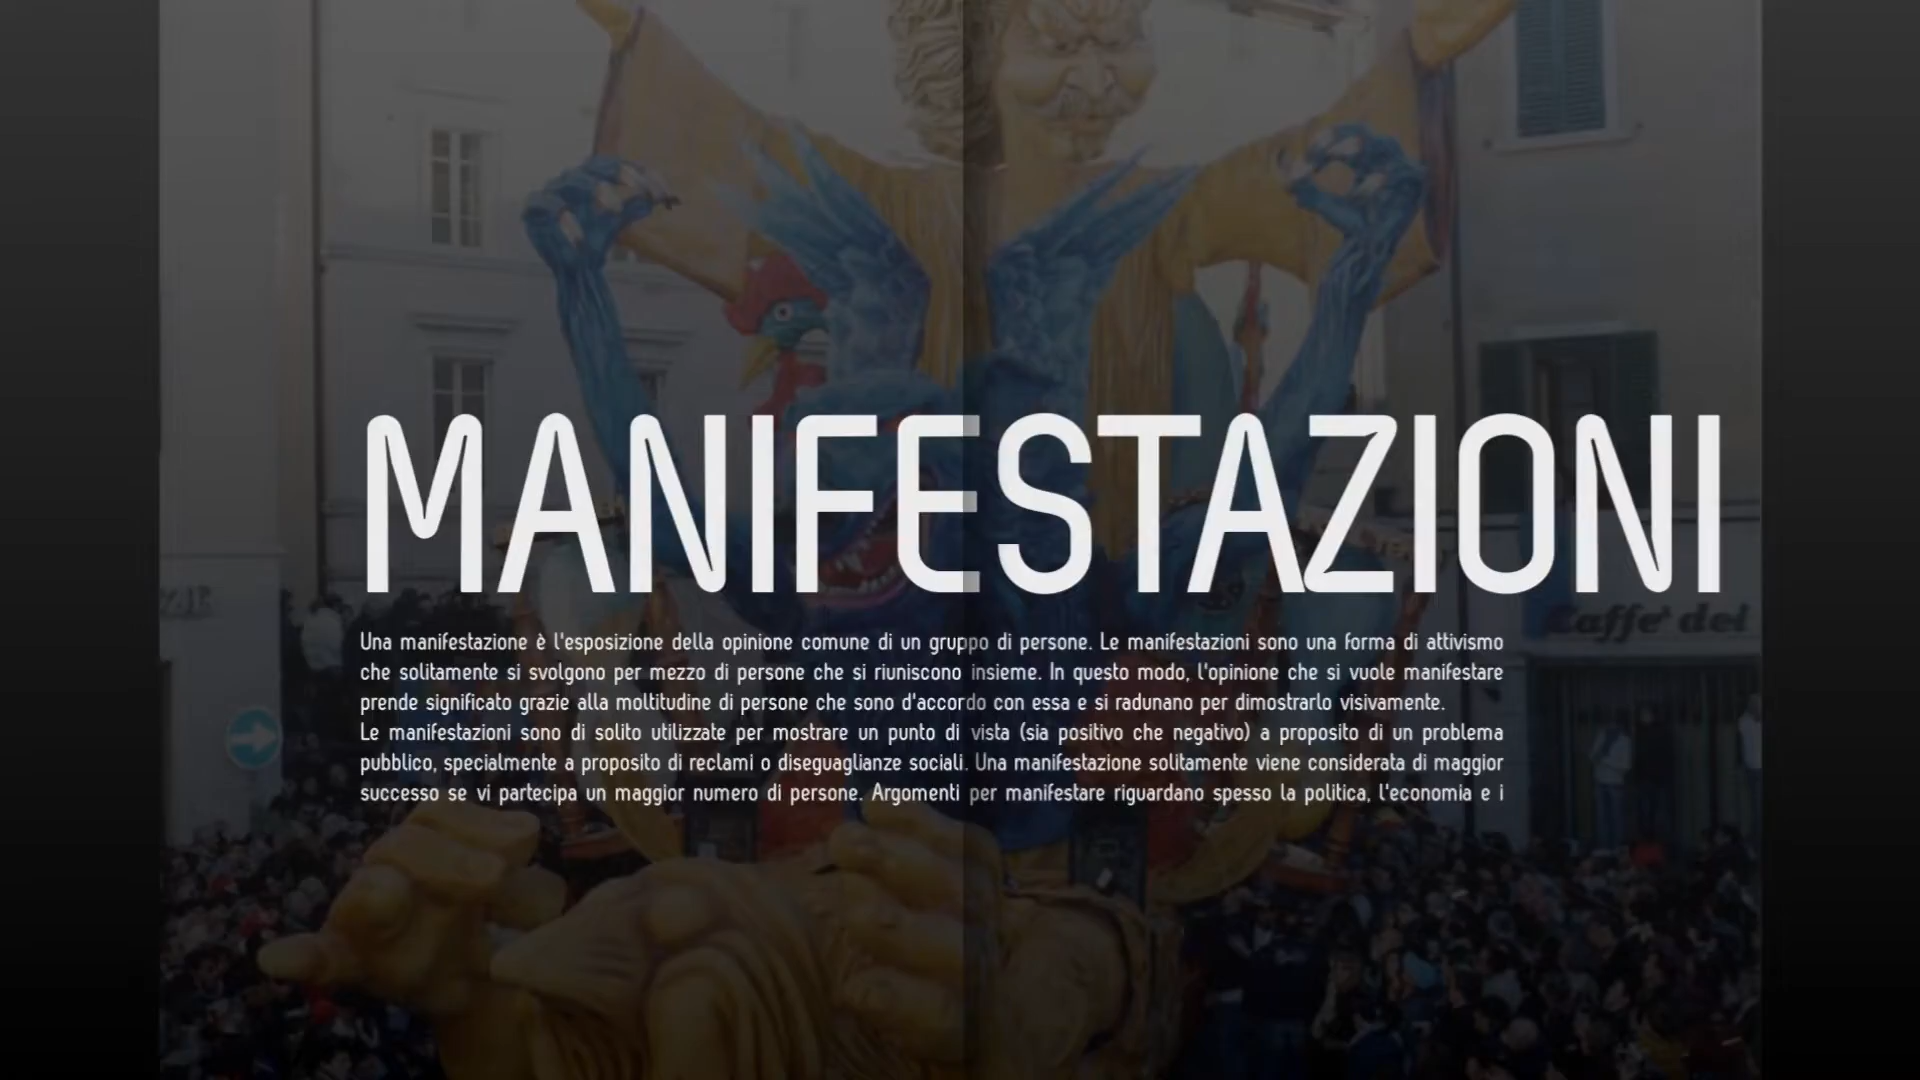 MANIFESTAZIONI
Una manifestazione è l'esposizione della opinione comune di un gruppo di persone. Le manifestazioni sono una forma di attivismo
che solitamente si svolgono per mezzo di persone che si riuniscono insieme. In questo modo, l'opinione che si vuole manifestare
prende significato grazie alla moltitudine di persone che sono d'accordo con essa e si radunano per dimostrarlo visivamente.
Le manifestazioni sono di solito utilizzate per mostrare un punto di vista (sia positivo che negativo) a proposito di un problema
pubblico, specialmente a proposito di reclami o diseguaglianze sociali. Una manifestazione solitamente viene considerata di maggior
successo se vi partecipa un maggior numero di persone. Argomenti per manifestare riguardano spesso la politica, l'economia e i
Caffe' del